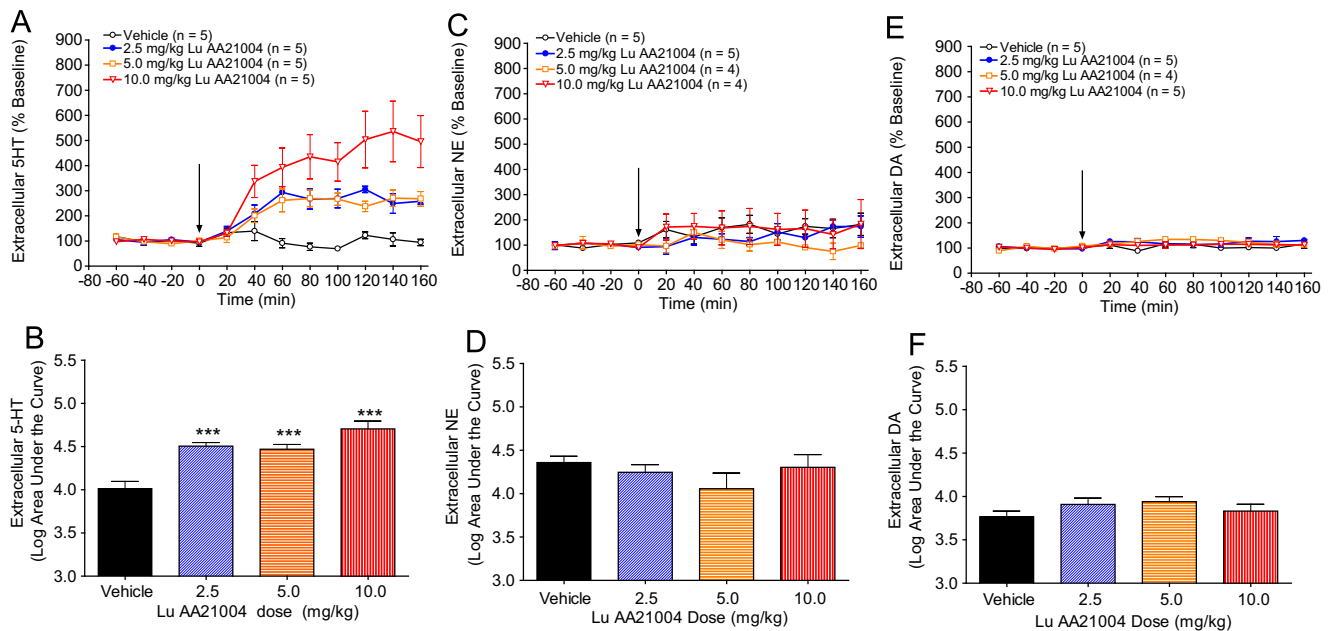 A
Extracellular 5HT (% Baseline)
Vehicle (n = 5)
2.5 mg/kg Lu AA21004 (n = 5)
5.0 mg/kg Lu AA21004 (n = 5)
10.0 mg/kg Lu AA21004 (n = 5)
900
800
700
600
500
400
300
200
100
0
-80 -60 -40 -20 0 20 40 60 80 100 120 140 160
Time (min)
C
Extracellular NE (% Baseline)
Vehicle (n = 5)
2.5 mg/kg Lu AA21004 (n = 5)
5.0 mg/kg Lu AA21004 (n = 4)
10.0 mg/kg Lu AA21004 (n = 4)
900
800
700
600
500
400
300
200
100
0
-80 -60 -40 -20 0 20 40 60 80 100 120 140 160
Time (min)
E
Extracellular DA (% Baseline)
Vehicle (n = 5)
2.5 mg/kg Lu AA21004 (n = 5)
5.0 mg/kg Lu AA21004 (n = 4)
10.0 mg/kg Lu AA21004 (n = 5)
900
800
700
600
500
400
300
200
100
0
-80 -60 -40 -20 0 20 40 60 80 100 120 140 160
Time (min)
B
Extracellular 5-HT
(Log Area Under the Curve)
5.5
5.0
4.5
4.0
3.5
3.0
*** *** ***
Vehicle 2.5 5.0 10.0
Lu AA21004 dose (mg/kg)
D
Extracellular NE
(Log Area Under the Curve)
5.5
5.0
4.5
4.0
3.5
3.0
Vehicle 2.5 5.0 10.0
Lu AA21004 Dose (mg/kg)
F
Extracellular DA
(Log Area Under the Curve)
5.5
5.0
4.5
4.0
3.5
3.0
Vehicle 2.5 5.0 10.0
Lu AA21004 Dose (mg/kg)